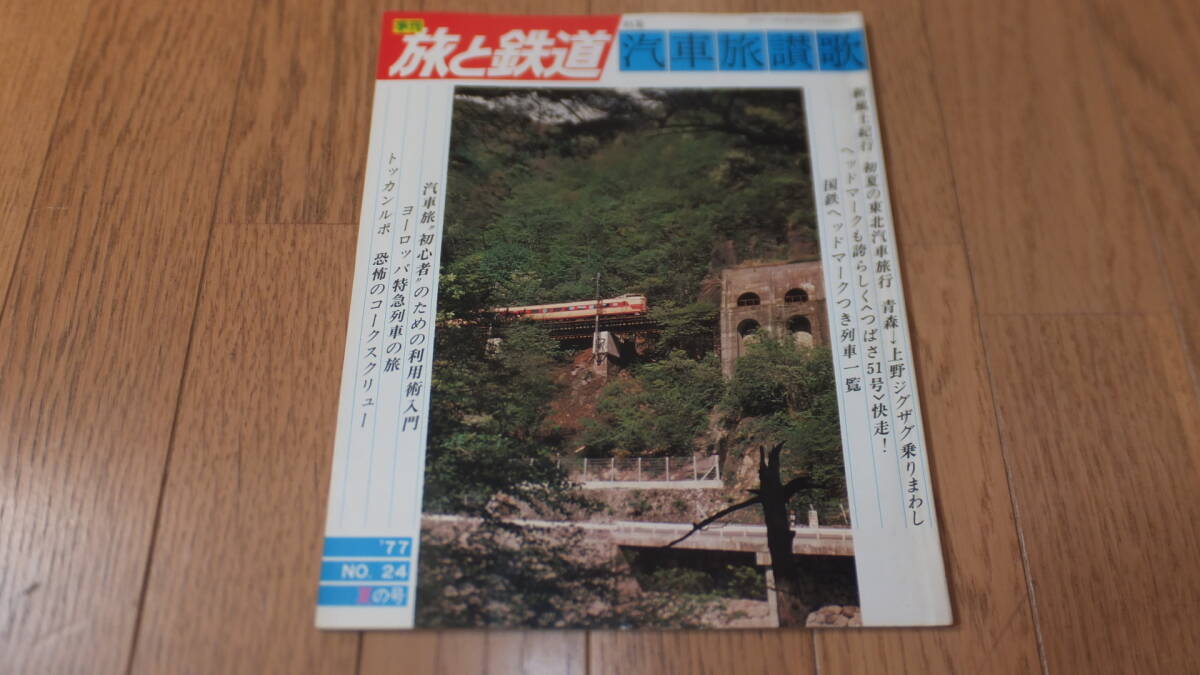 季刊
旅と鉄道
特集
汽車旅讃歌
新風土紀行 初夏の東北汽車旅行 青森→上野ジグザグ乗りまわし
ヘッドマークも誇らしく〈つばさ51号〉快走!
国鉄ヘッドマークつき列車一覧
汽車旅"初心者"のための利用術入門
ヨーロッパ特急列車の旅
トッカンルポ 恐怖のコークスクリュー
'77
NO. 24
夏の号